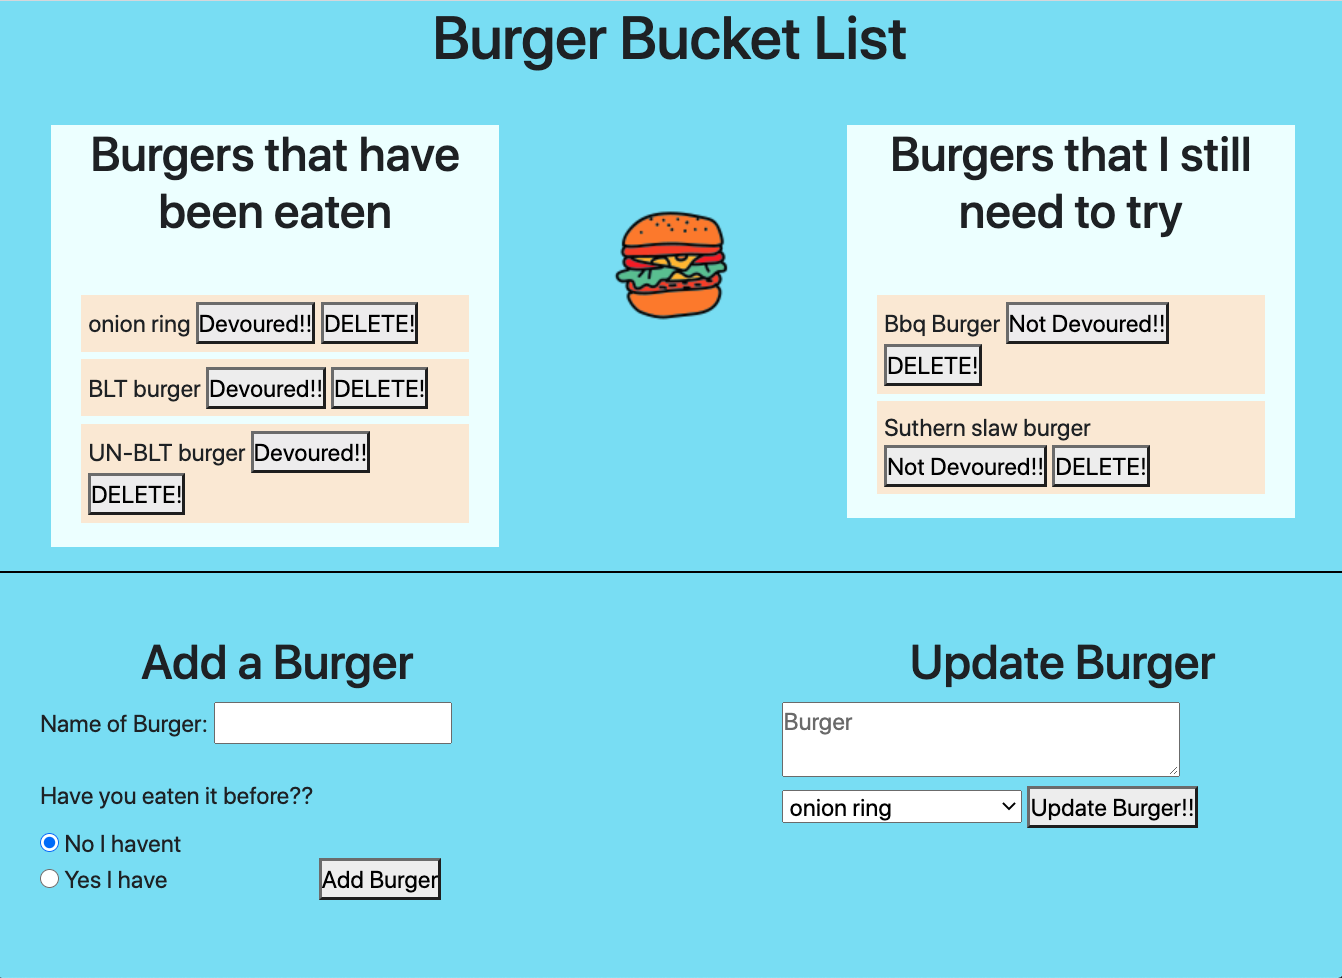 Burger Bucket List
Burgers that have
been eaten
onion ring Devoured!! DELETE!
BLT burger Devoured!! DELETE!
UN-BLT burger Devoured!!
DELETE!
Burgers that I still
need to try
Bbq Burger Not Devoured!!
DELETE!
Suthern slaw burger
Not Devoured!! DELETE!
Add a Burger
Name of Burger:
Have you eaten it before??
No I havent
Yes I have
Add Burger
Update Burger
Burger
onion ring
Update Burger!!